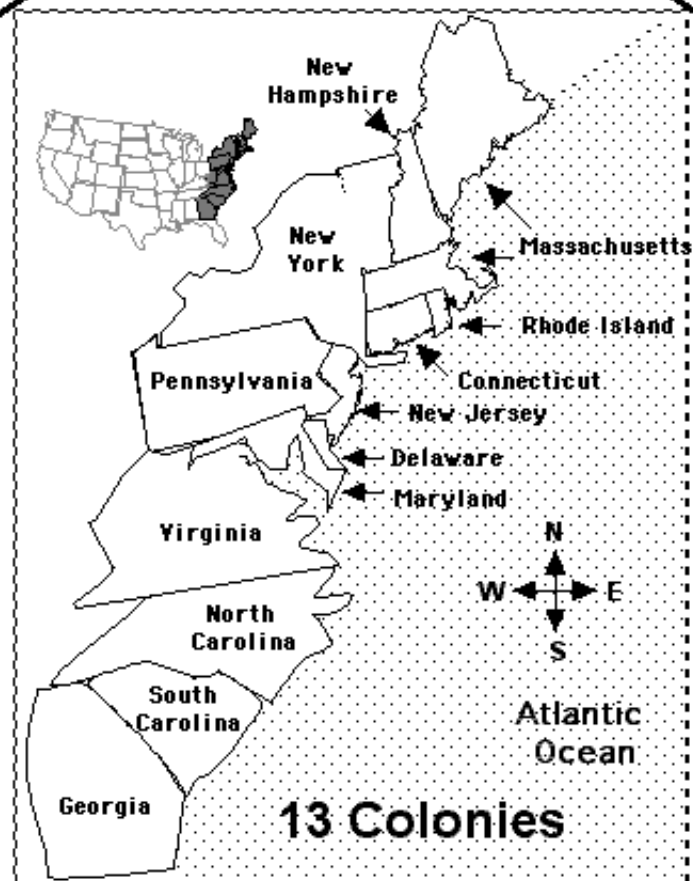 New
Hampshire
New
York
Massachusetts
Rhode Island
Pennsylvania
Connecticut
New Jersey
Delaware
Maryland
Virginia
N
W E
S
North
Carolina
South
Carolina
Atlantic
Ocean
Georgia
13 Colonies